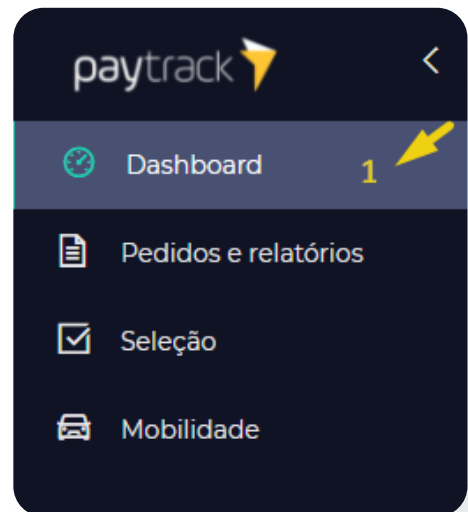 paytrack
Dashboard 1
Pedidos e relatórios
Seleção
Mobilidade